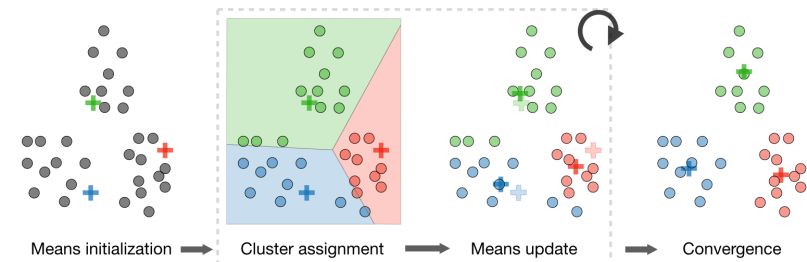 Means initialization
Cluster assignment
Means update
Convergence